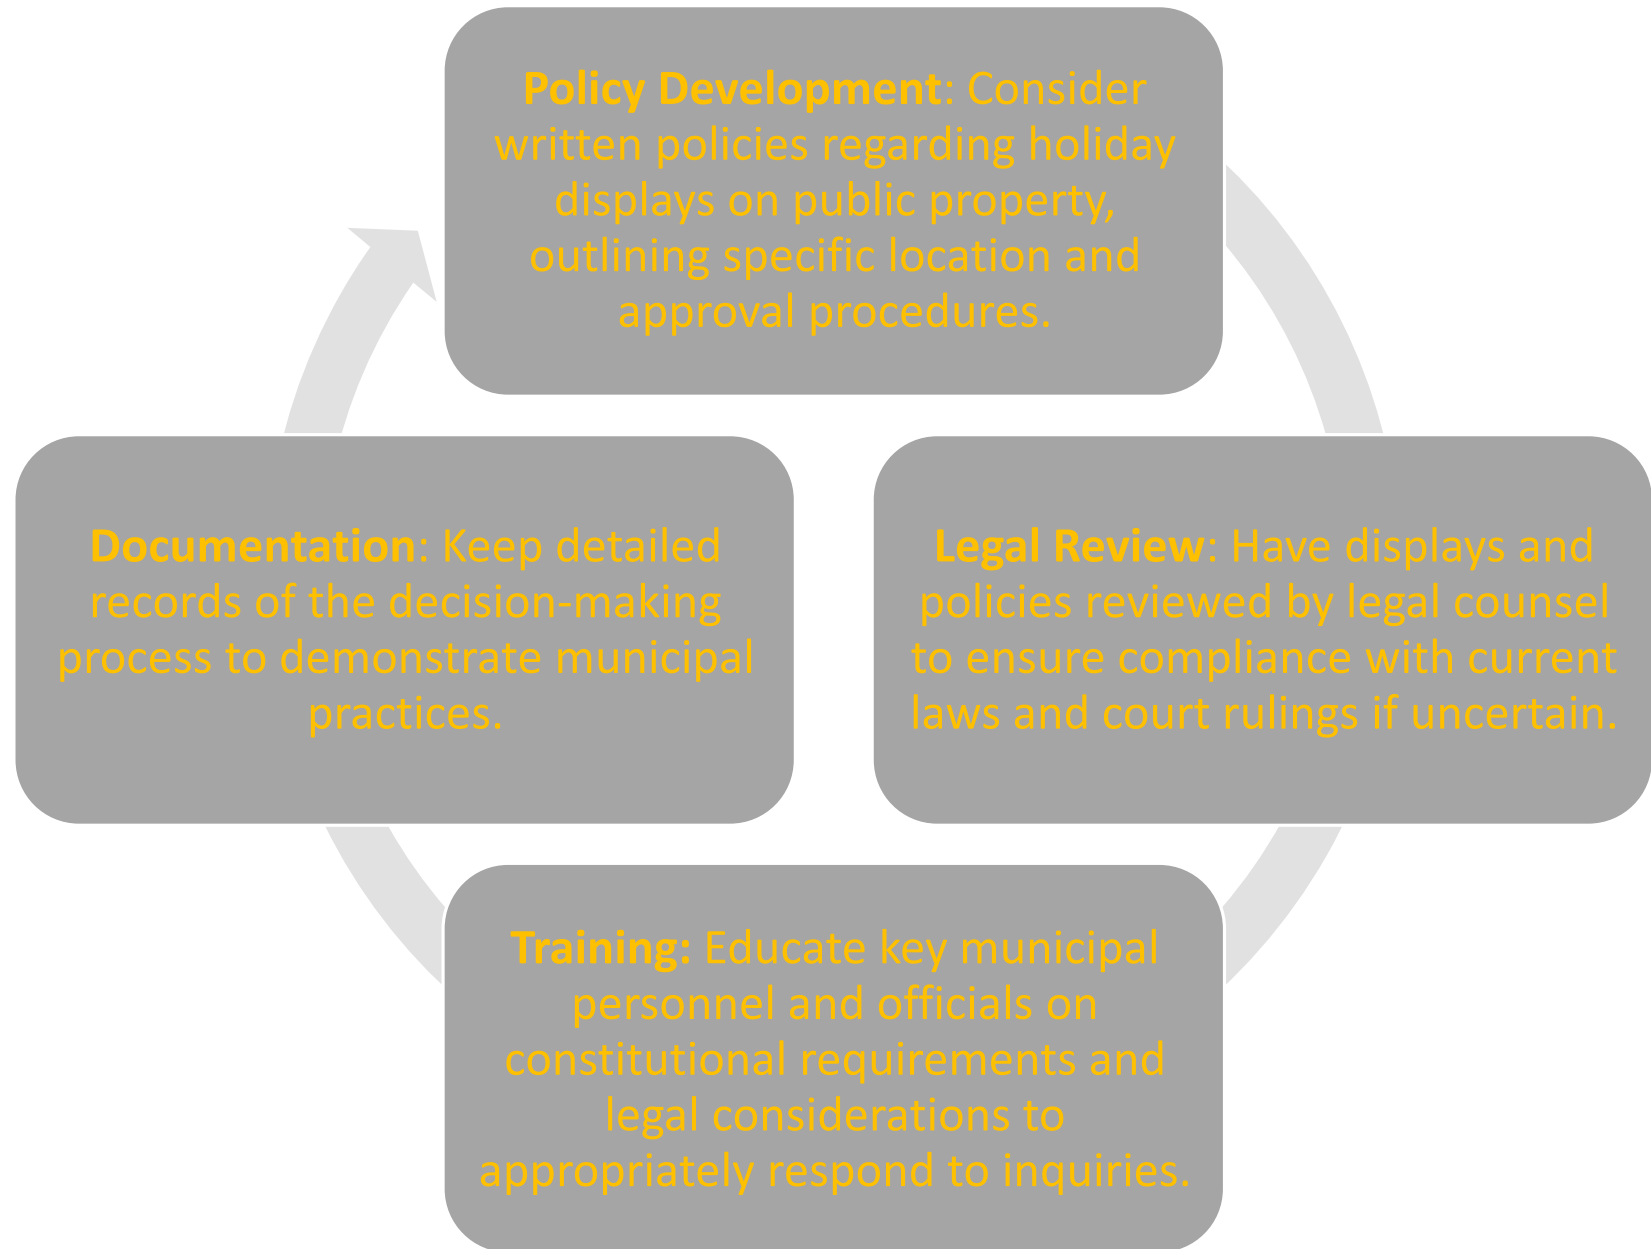 Policy Development: Consider
written policies regarding holiday
displays on public property,
outlining specific location and
approval procedures.
Legal Review: Have displays and
policies reviewed by legal counsel
to ensure compliance with current
laws and court rulings if uncertain.
Training: Educate key municipal
personnel and officials on
constitutional requirements and
legal considerations to
appropriately respond to inquiries.
Documentation: Keep detailed
records of the decision-making
process to demonstrate municipal
practices.